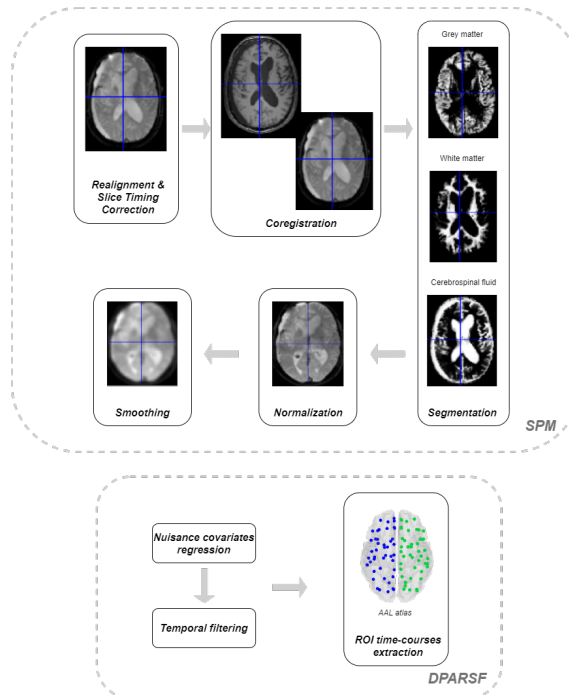 Grey matter
Realignment &
Slice Timing
Correction
Coregistration
White matter
Cerebrospinal fluid
Smoothing
Normalization
Segmentation
SPM
Nuisance covariates
regression
Temporal filtering
AAL atlas
ROI time-courses
extraction
DPARSF